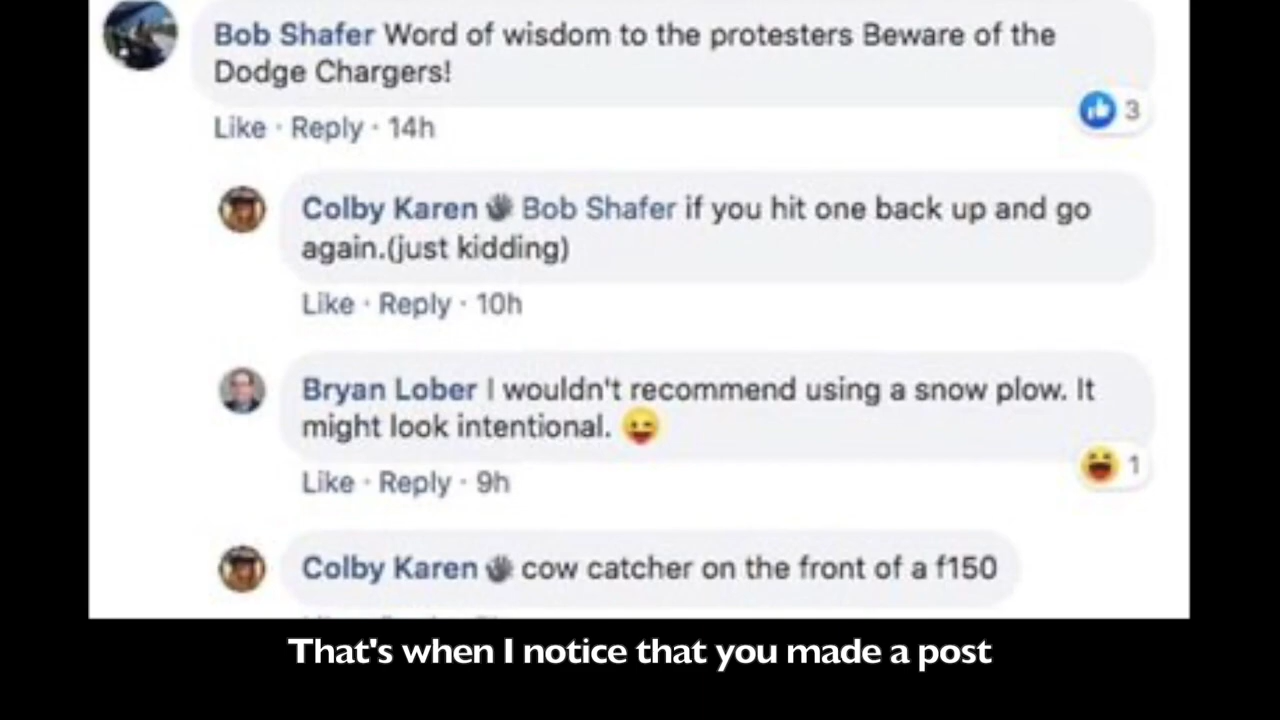 Bob Shafer Word of wisdom to the protesters Beware of the
Dodge Chargers!
3
Like · Reply · 14h
Colby Karen Bob Shafer if you hit one back up and go
again.(just kidding)
Like · Reply · 10h
Bryan Lober I wouldn't recommend using a snow plow. It
might look intentional. 😜
1
Like · Reply · 9h
Colby Karen cow catcher on the front of a f150
That's when I notice that you made a post